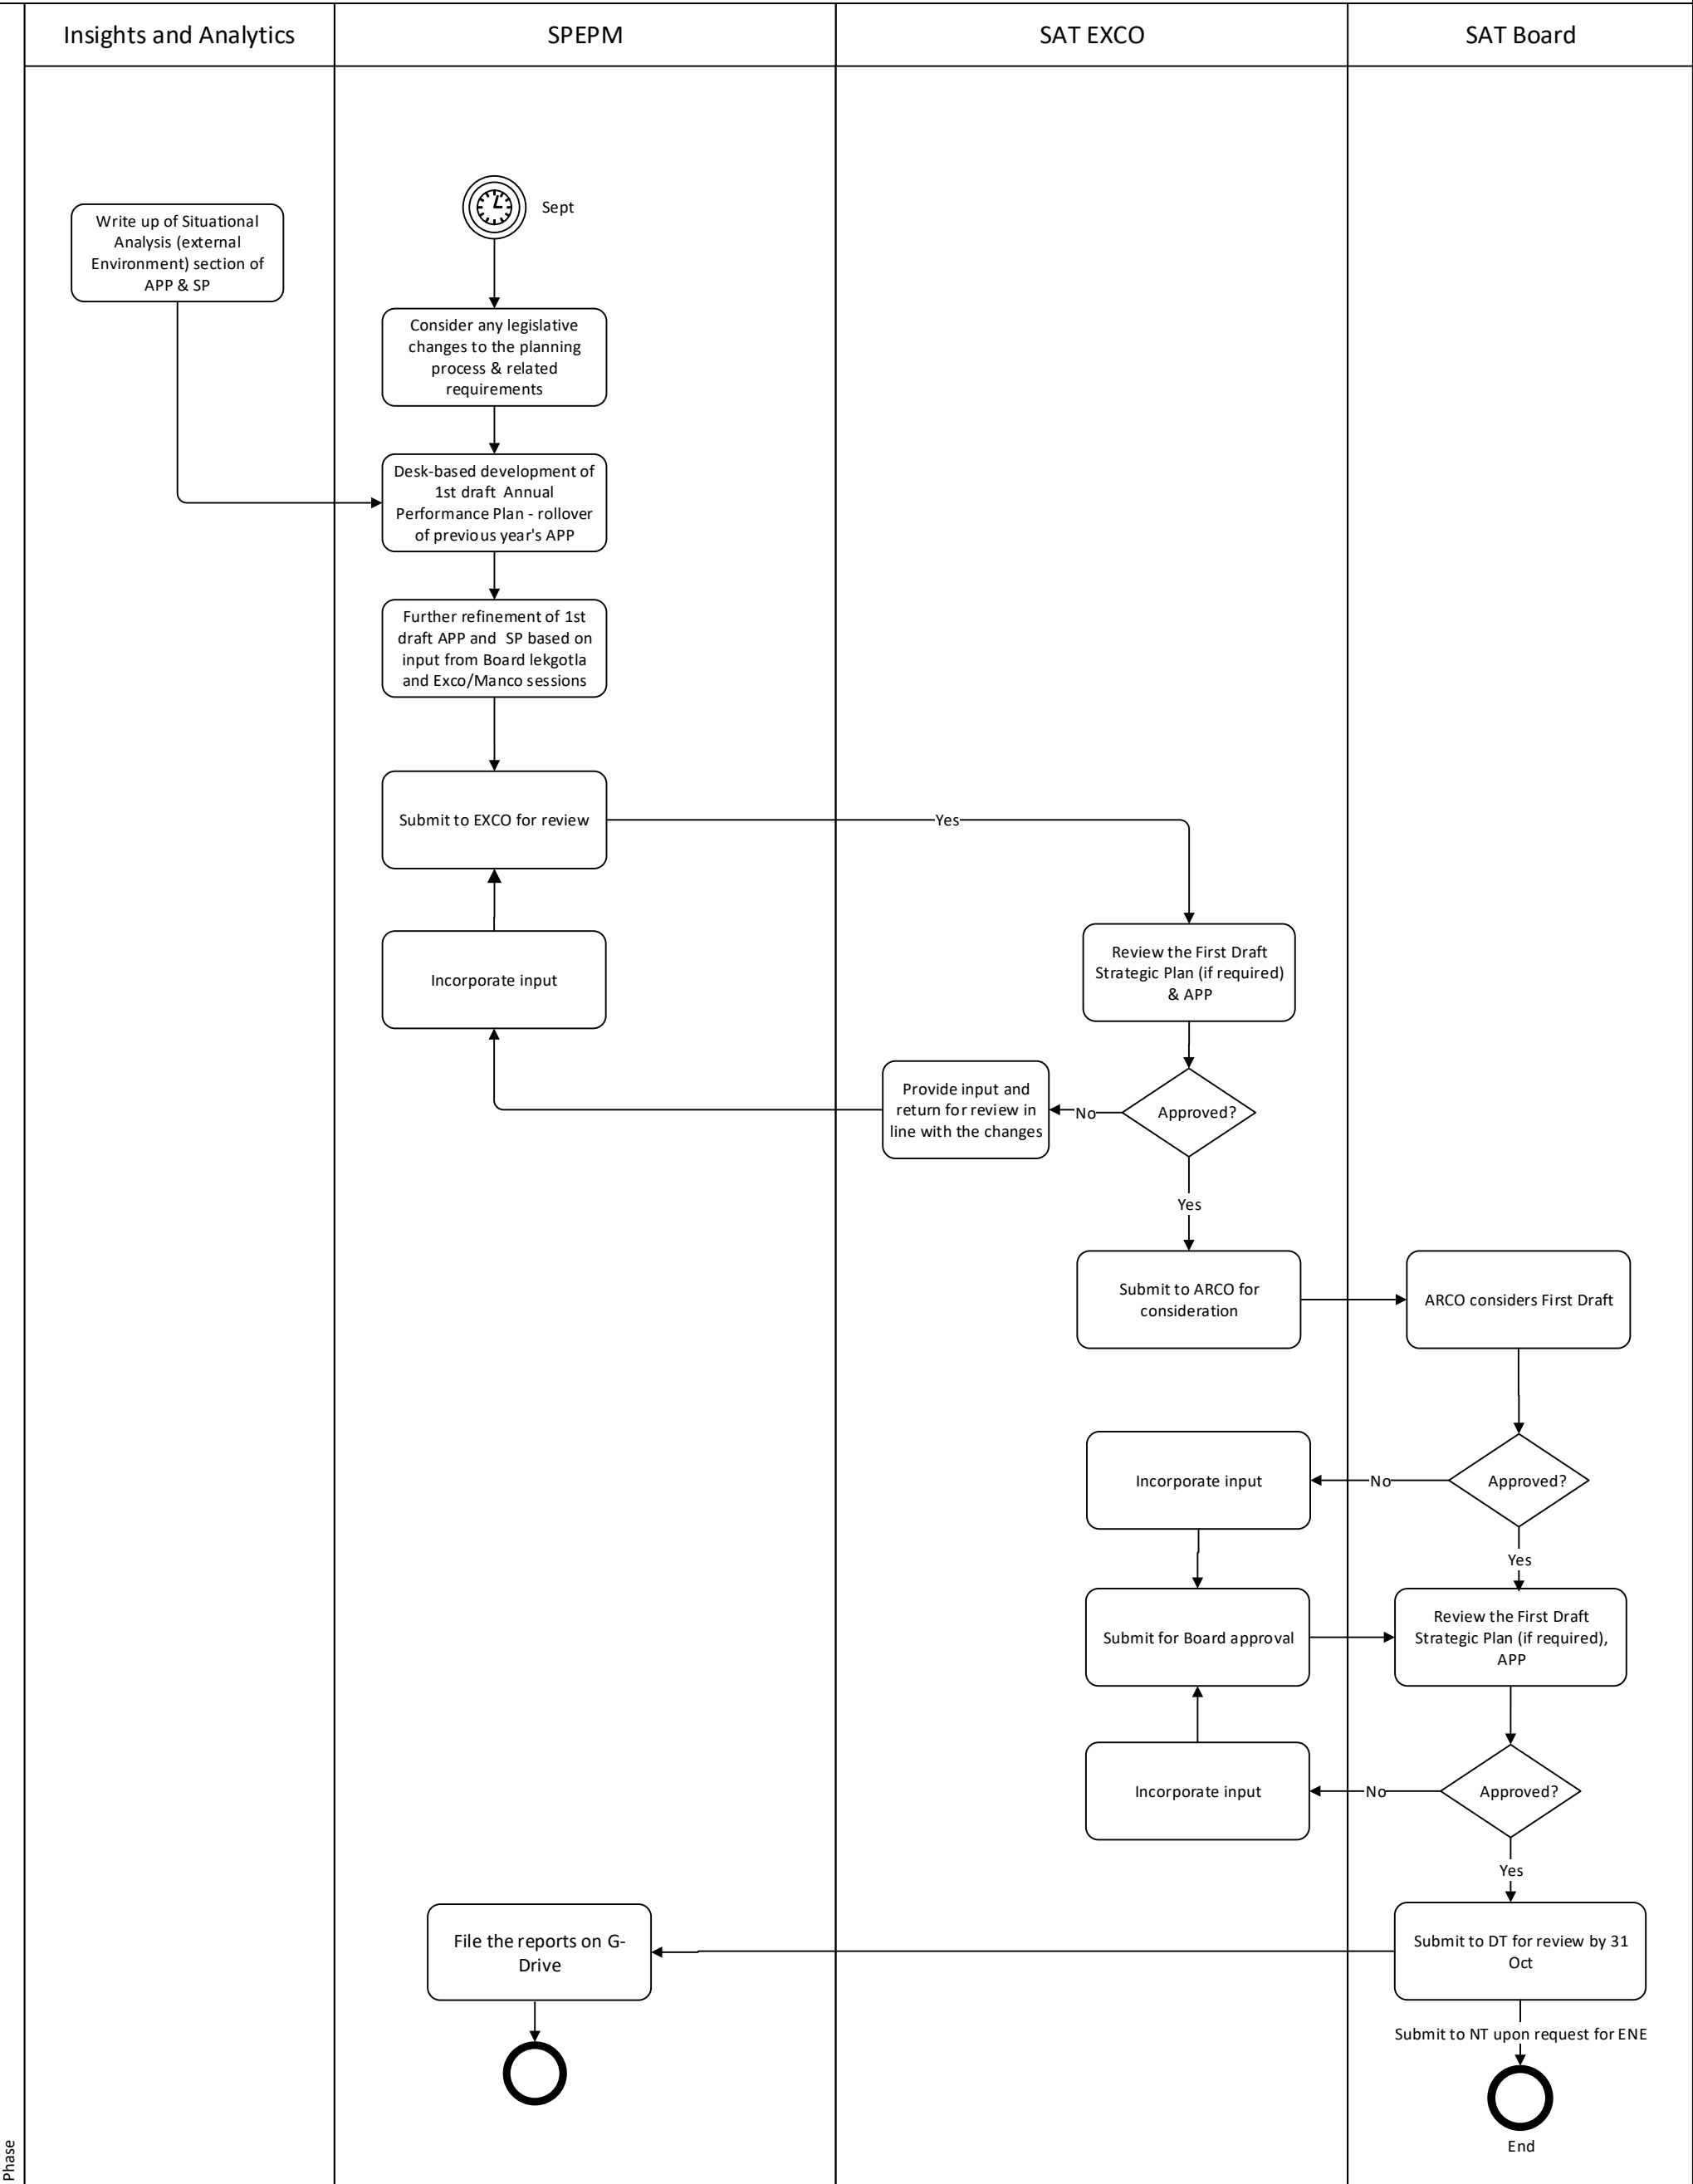 Insights and Analytics
SPEPM
SAT EXCO
SAT Board
Sept
Write up of Situational
Analysis (external
Environment) section of
APP & SP
Consider any legislative
changes to the planning
process & related
requirements
Desk-based development of
1st draft Annual
Performance Plan - rollover
of previous year's APP
Further refinement of 1st
draft APP and SP based on
input from Board lekgotla
and Exco/Manco sessions
Submit to EXCO for review
Yes
Review the First Draft
Strategic Plan (if required)
& APP
Incorporate input
Provide input and
return for review in
line with the changes
No
Approved?
Yes
Submit to ARCO for
consideration
ARCO considers First Draft
Incorporate input
No
Approved?
Yes
Submit for Board approval
Review the First Draft
Strategic Plan (if required),
APP
Incorporate input
No
Approved?
Yes
File the reports on G-
Drive
Submit to DT for review by 31
Oct
Submit to NT upon request for ENE
End
Phase